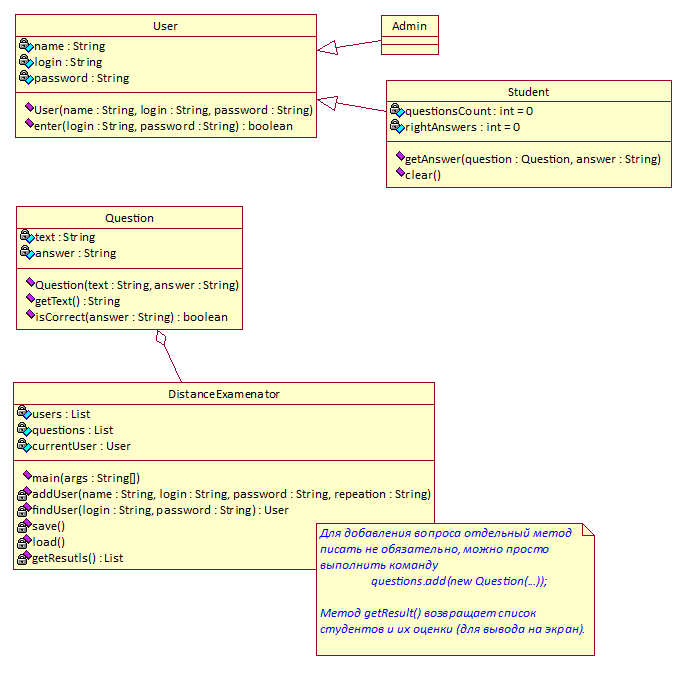 User
name : String
login : String
password : String
User(name : String, login : String, password : String)
enter(login : String, password : String) : boolean
Admin
Student
questionsCount : int = 0
rightAnswers : int = 0
getAnswer(question : Question, answer : String)
clear()
Question
text : String
answer : String
Question(text : String, answer : String)
getText() : String
isCorrect(answer : String) : boolean
DistanceExamenator
users : List
questions : List
currentUser : User
main(args : String[])
addUser(name : String, login : String, password : String, repeation : String)
findUser(login : String, password : String) : User
save()
load()
getResutls() : List
Для добавления вопроса отдельный метод
писать не обязательно, можно просто
выполнить команду
questions.add(new Question(...));
Метод getResult() возвращает список
студентов и их оценки (для вывода на экран).